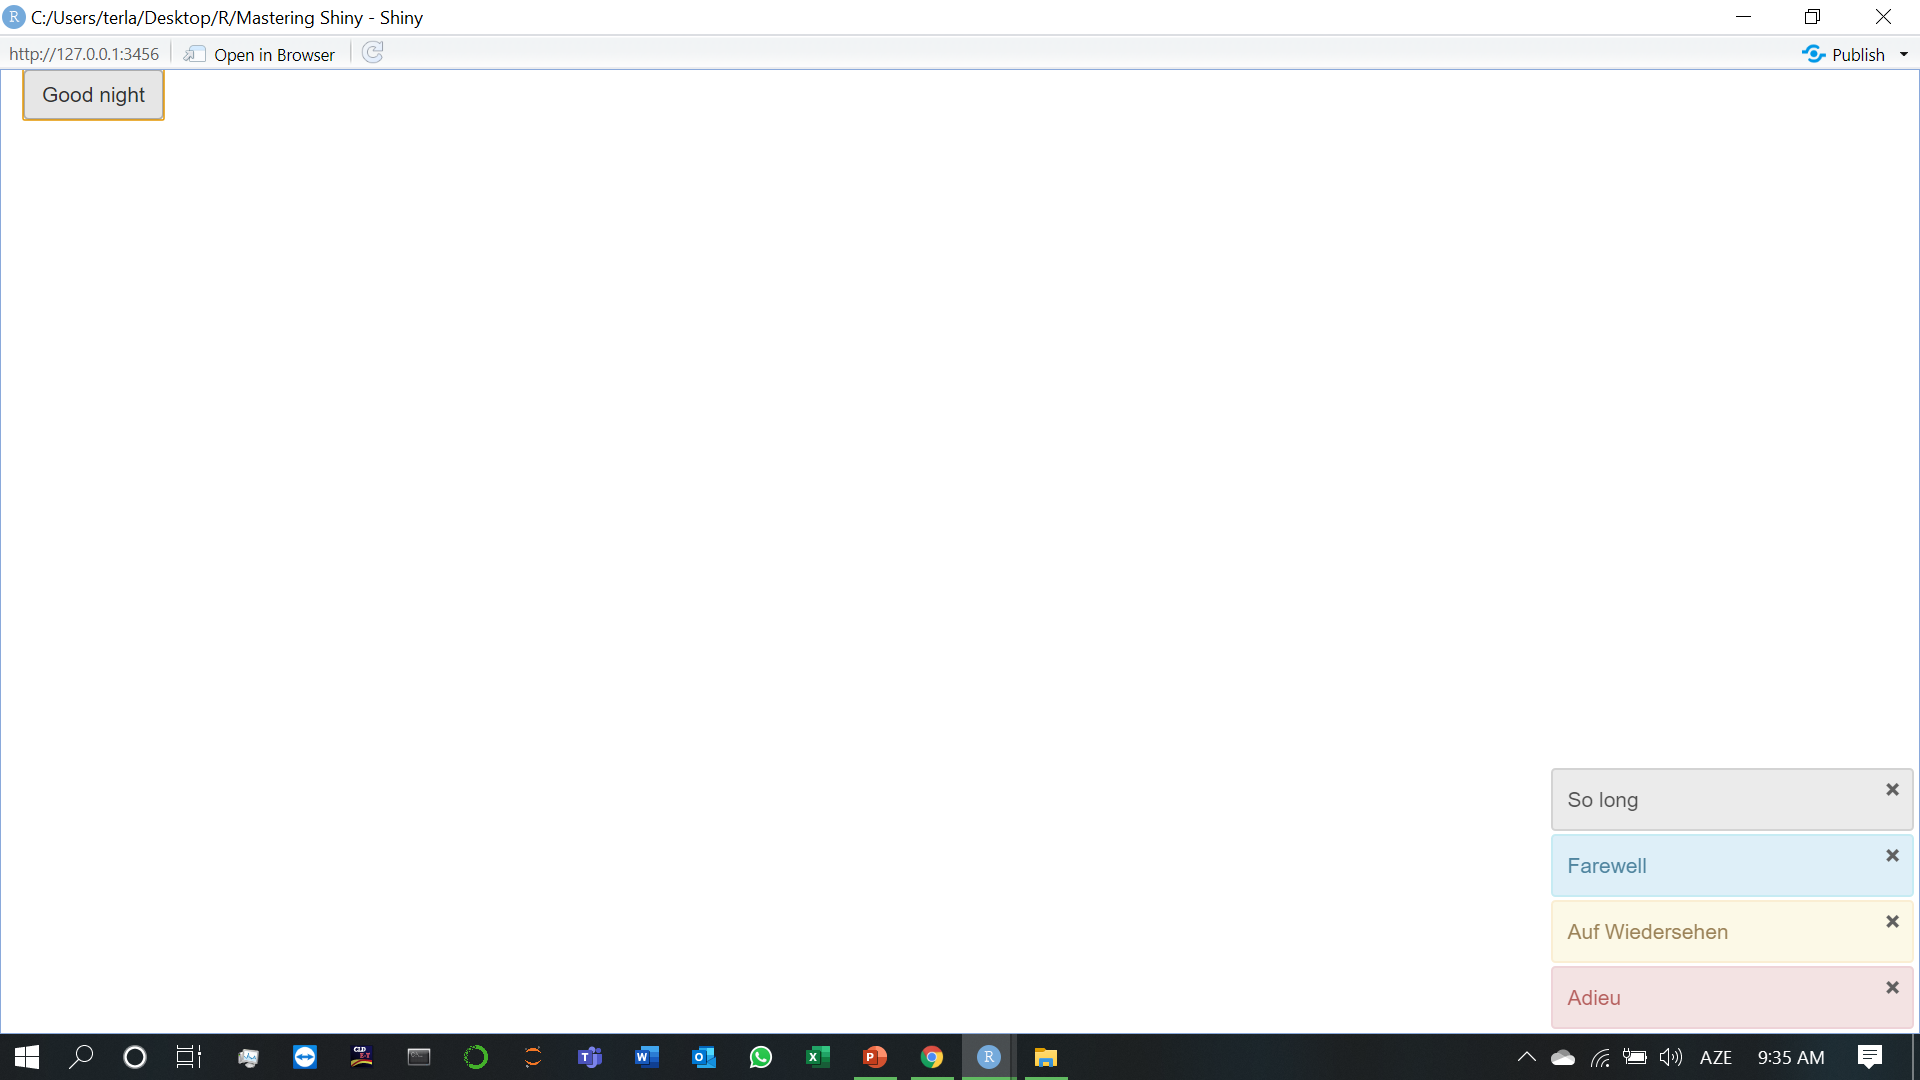 C:/Users/terla/Desktop/R/Mastering Shiny - Shiny
http://127.0.0.1:3456 Open in Browser Publish
Good night
So long
Farewell
Auf Wiedersehen
Adieu
AZE 9:35 AM